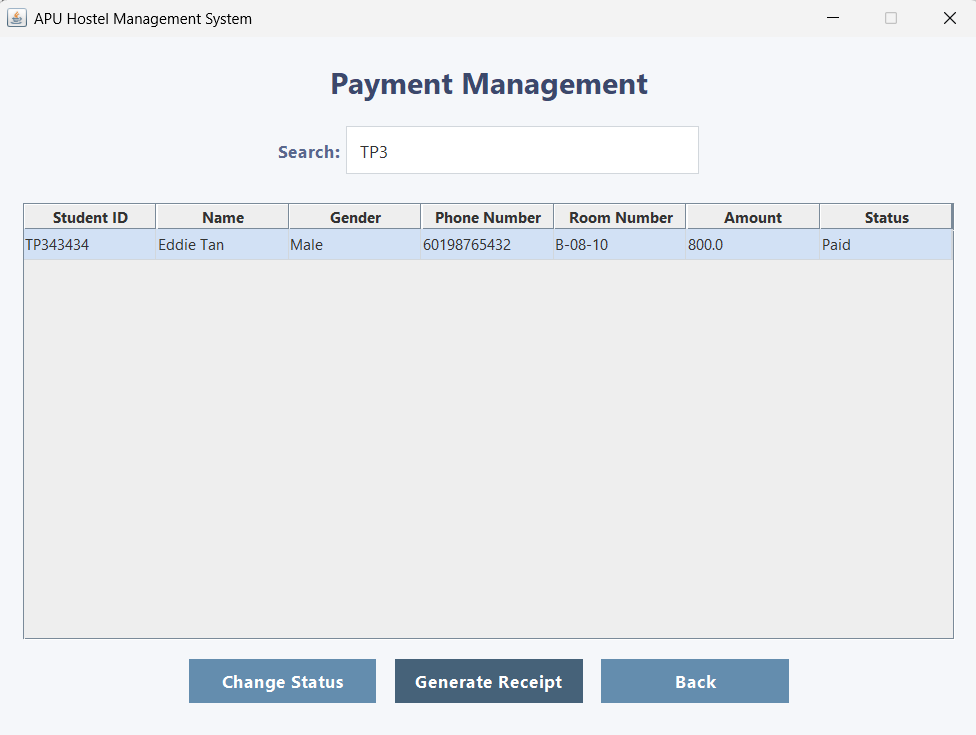 APU Hostel Management System
Payment Management
Search: TP3
Student ID Name Gender Phone Number Room Number Amount Status
TP343434 Eddie Tan Male 60198765432 B-08-10 800.0 Paid
Change Status Generate Receipt Back